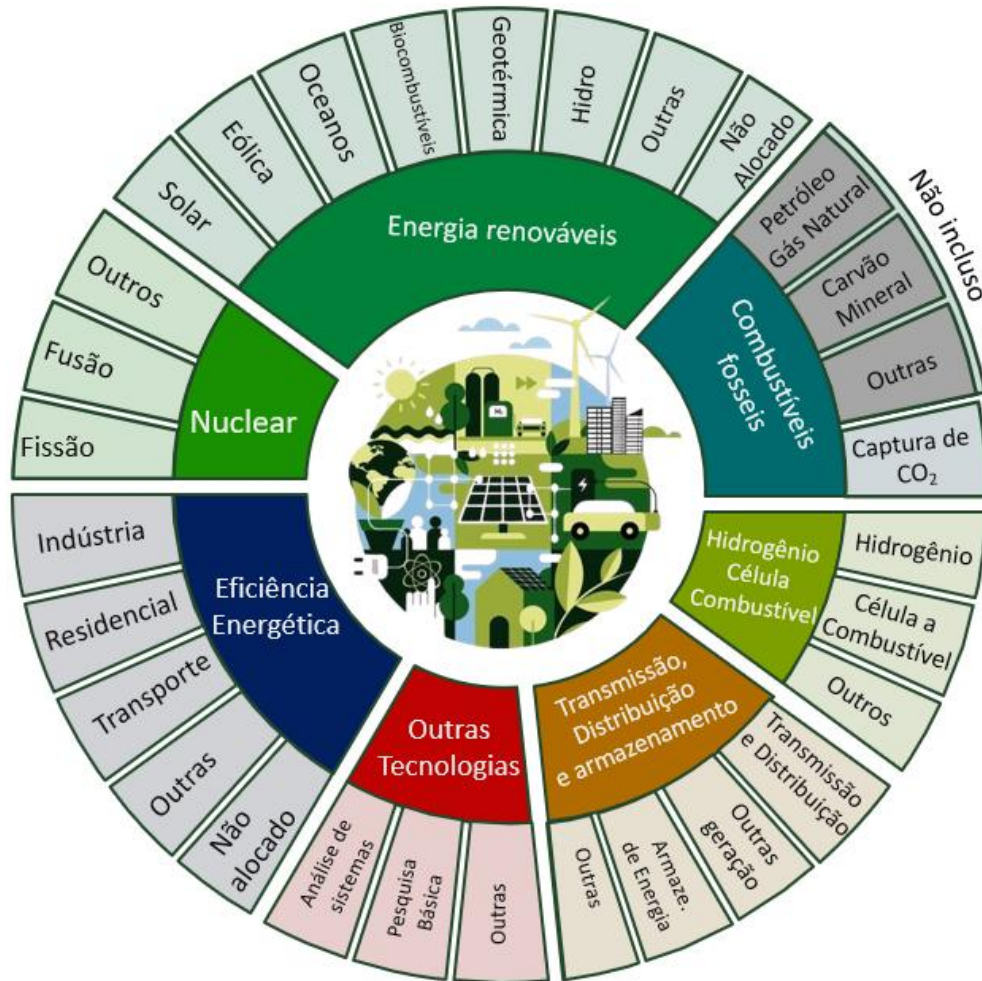 Energia renováveis
Solar
Eólica
Oceanos
Biocombustíveis
Geotérmica
Hidro
Outras
Não
Alocado
Combustíveis
fosseis
Não incluso
Petróleo
Gás Natural
Carvão
Mineral
Outras
Captura de
CO₂
Hidrogênio
Célula
Combustível
Hidrogênio
Célula a
Combustível
Outros
Transmissão,
Distribuição
e armazenamento
Transmissão
e Distribuição
Outras
geração
Armaze.
de Energia
Outras
Outras
Tecnologias
Outras
Pesquisa
Básica
Análise de
sistemas
Eficiência
Energética
Não
alocado
Outras
Transporte
Residencial
Indústria
Nuclear
Fissão
Fusão
Outros
H₂